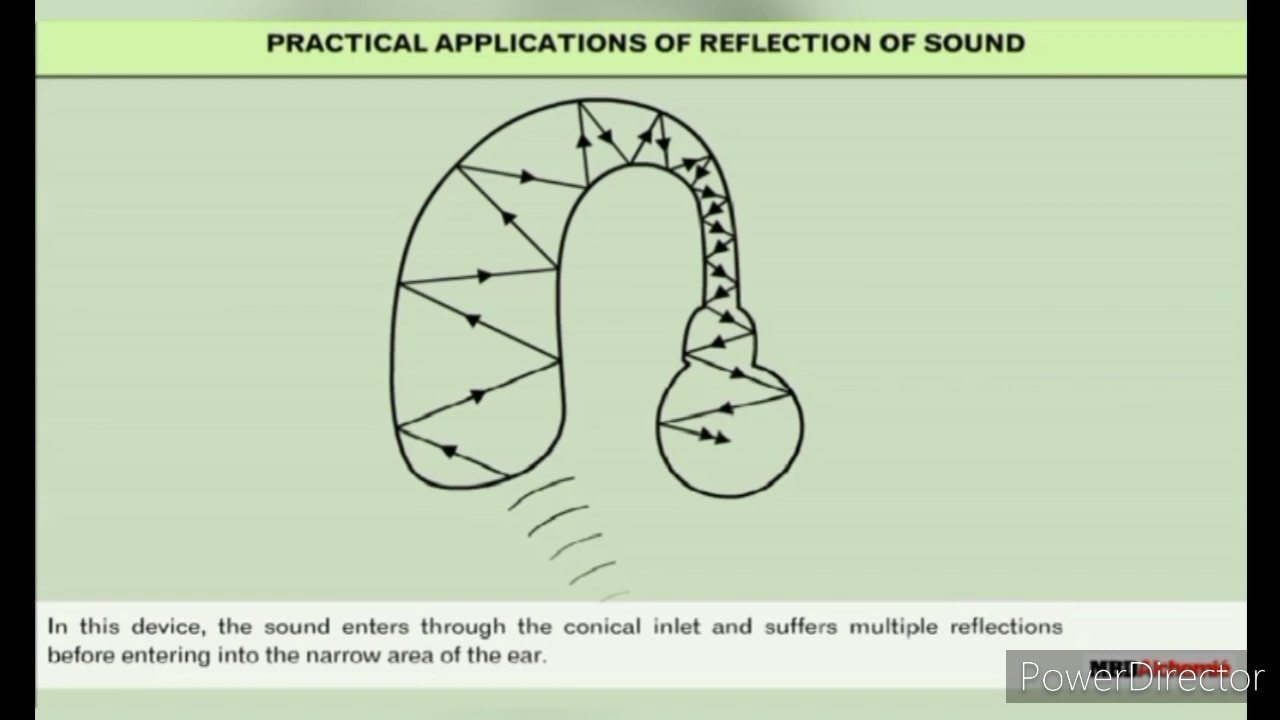 PRACTICAL APPLICATIONS OF REFLECTION OF SOUND
In this device, the sound enters through the conical inlet and suffers multiple reflections
before entering into the narrow area of the ear.
PowerDirector